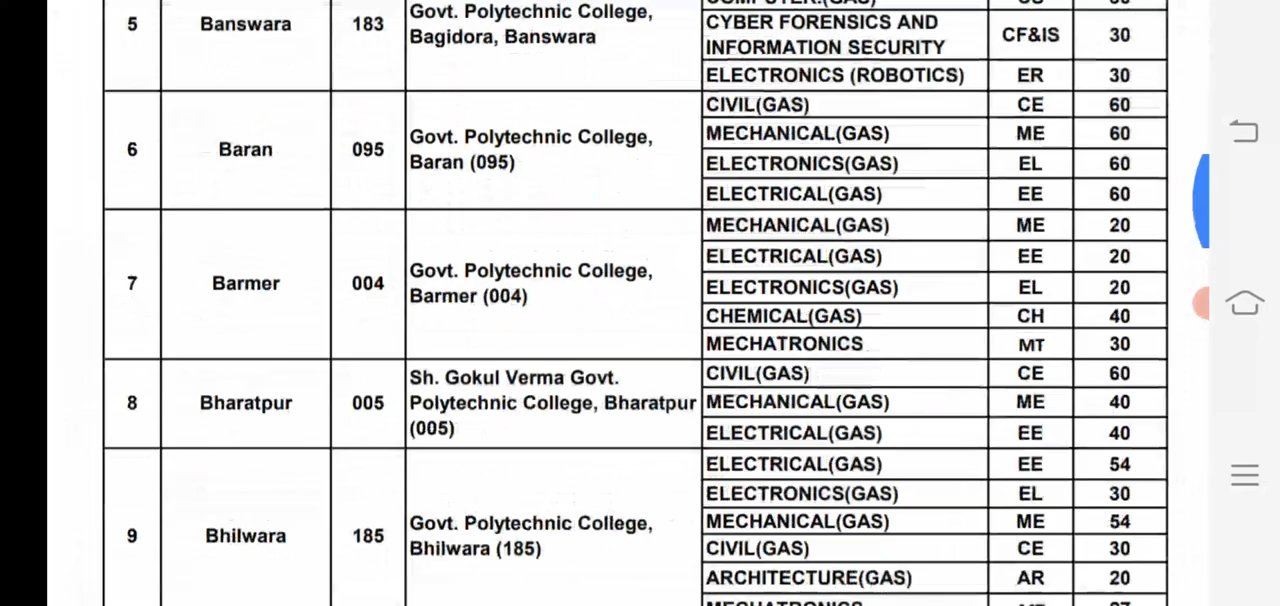 5 Banswara 183 Govt. Polytechnic College,
Bagidora, Banswara
CYBER FORENSICS AND
INFORMATION SECURITY CF&IS 30
ELECTRONICS (ROBOTICS) ER 30
6 Baran 095 Govt. Polytechnic College,
Baran (095)
CIVIL(GAS) CE 60
MECHANICAL(GAS) ME 60
ELECTRONICS(GAS) EL 60
ELECTRICAL(GAS) EE 60
7 Barmer 004 Govt. Polytechnic College,
Barmer (004)
MECHANICAL(GAS) ME 20
ELECTRICAL(GAS) EE 20
ELECTRONICS(GAS) EL 20
CHEMICAL(GAS) CH 40
MECHATRONICS MT 30
8 Bharatpur 005 Sh. Gokul Verma Govt.
Polytechnic College, Bharatpur
(005)
CIVIL(GAS) CE 60
MECHANICAL(GAS) ME 40
ELECTRICAL(GAS) EE 40
9 Bhilwara 185 Govt. Polytechnic College,
Bhilwara (185)
ELECTRICAL(GAS) EE 54
ELECTRONICS(GAS) EL 30
MECHANICAL(GAS) ME 54
CIVIL(GAS) CE 30
ARCHITECTURE(GAS) AR 20